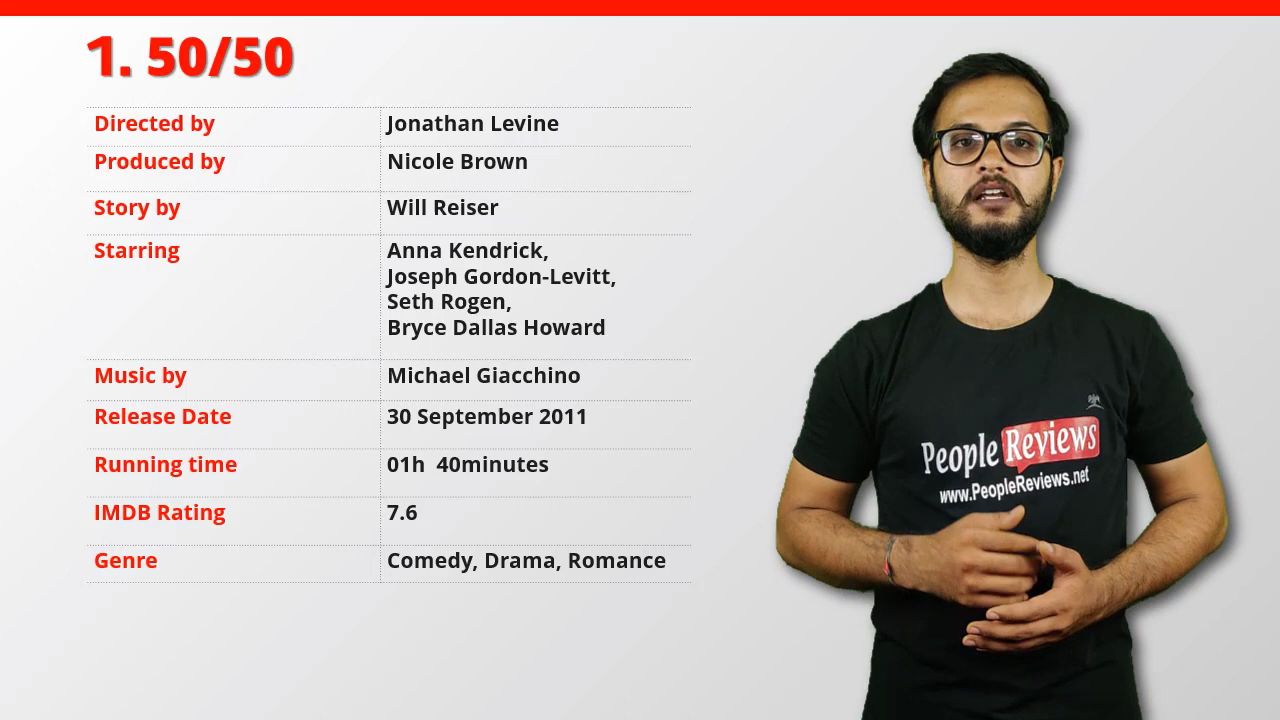 1. 50/50
Directed by Jonathan Levine
Produced by Nicole Brown
Story by Will Reiser
Starring Anna Kendrick,
Joseph Gordon-Levitt,
Seth Rogen,
Bryce Dallas Howard
Music by Michael Giacchino
Release Date 30 September 2011
Running time 01h 40minutes
IMDB Rating 7.6
Genre Comedy, Drama, Romance
People Reviews
www.PeopleReviews.net